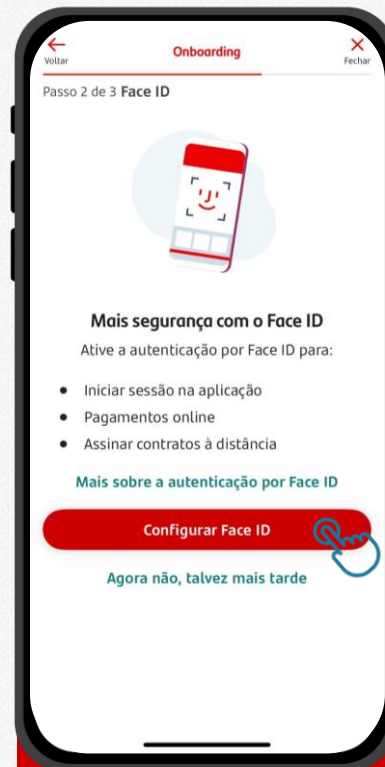 Onboarding
Voltar
Fechar
Passo 2 de 3 Face ID
Mais segurança com o Face ID
Ative a autenticação por Face ID para:
• Iniciar sessão na aplicação
• Pagamentos online
• Assinar contratos à distância
Mais sobre a autenticação por Face ID
Configurar Face ID
Agora não, talvez mais tarde